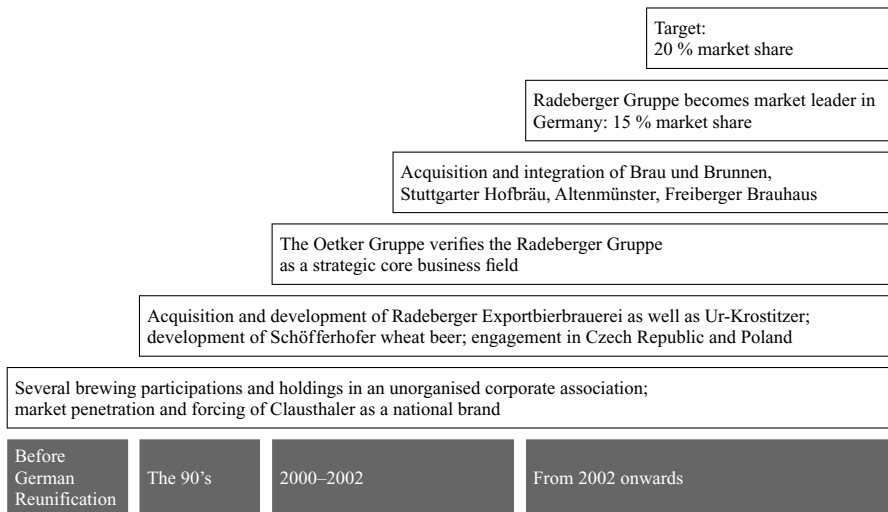 Target:
20 % market share
Radeberger Gruppe becomes market leader in
Germany: 15 % market share
Acquisition and integration of Brau und Brunnen,
Stuttgarter Hofbräu, Altenmünster, Freiberger Brauhaus
The Oetker Gruppe verifies the Radeberger Gruppe
as a strategic core business field
Acquisition and development of Radeberger Exportbierbrauerei as well as Ur-Krostitzer;
development of Schöfferhofer wheat beer; engagement in Czech Republic and Poland
Several brewing participations and holdings in an unorganised corporate association;
market penetration and forcing of Clausthaler as a national brand
Before
German
Reunification
The 90’s
2000–2002
From 2002 onwards